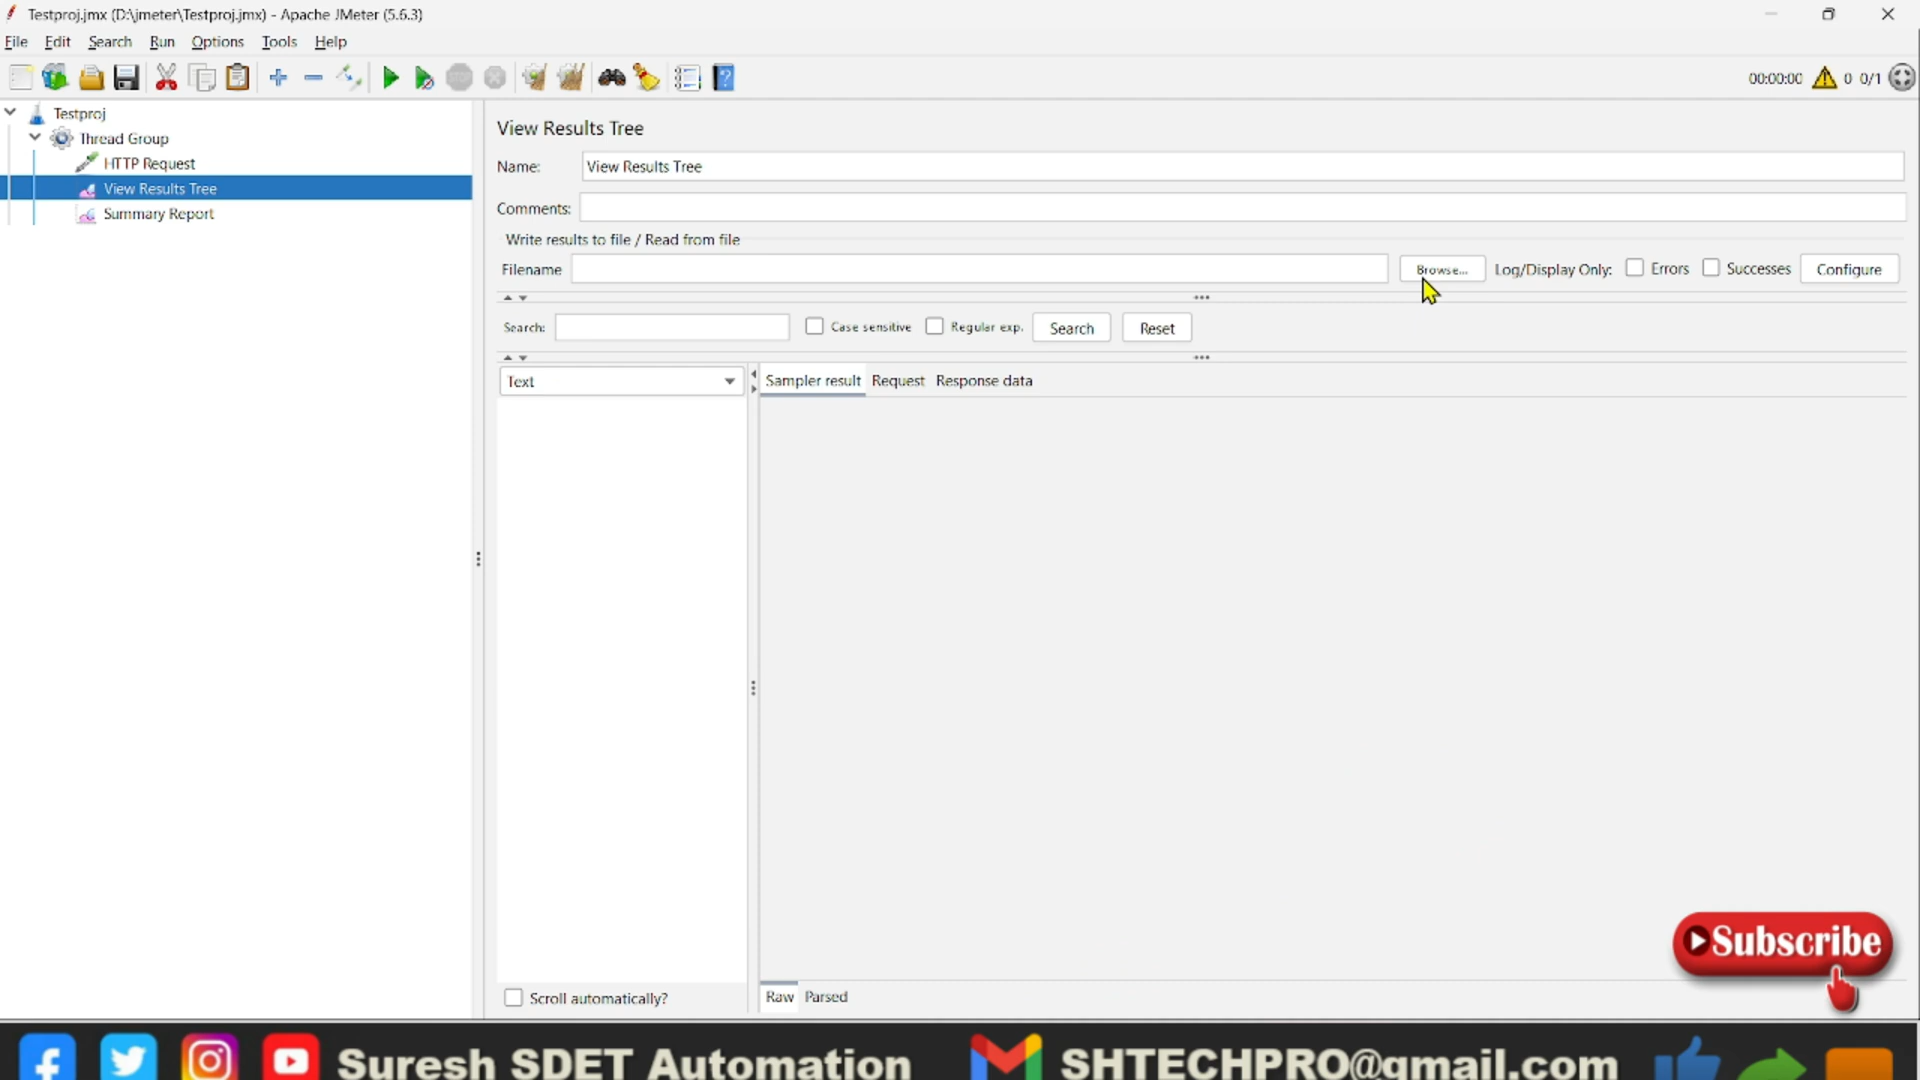 Testproj.jmx (D:\jmeter\Testproj.jmx) - Apache JMeter (5.6.3)
File Edit Search Run Options Tools Help
STOP
?
00:00:00 0 0/1
Testproj
Thread Group
HTTP Request
View Results Tree
Summary Report
View Results Tree
Name: View Results Tree
Comments:
Write results to file / Read from file
Filename Browse... Log/Display Only: Errors Successes Configure
Search: Case sensitive Regular exp. Search Reset
Text
Sampler result Request Response data
Scroll automatically?
Raw Parsed
Subscribe
Suresh SDET Automation SHTECHPRO@gmail.com